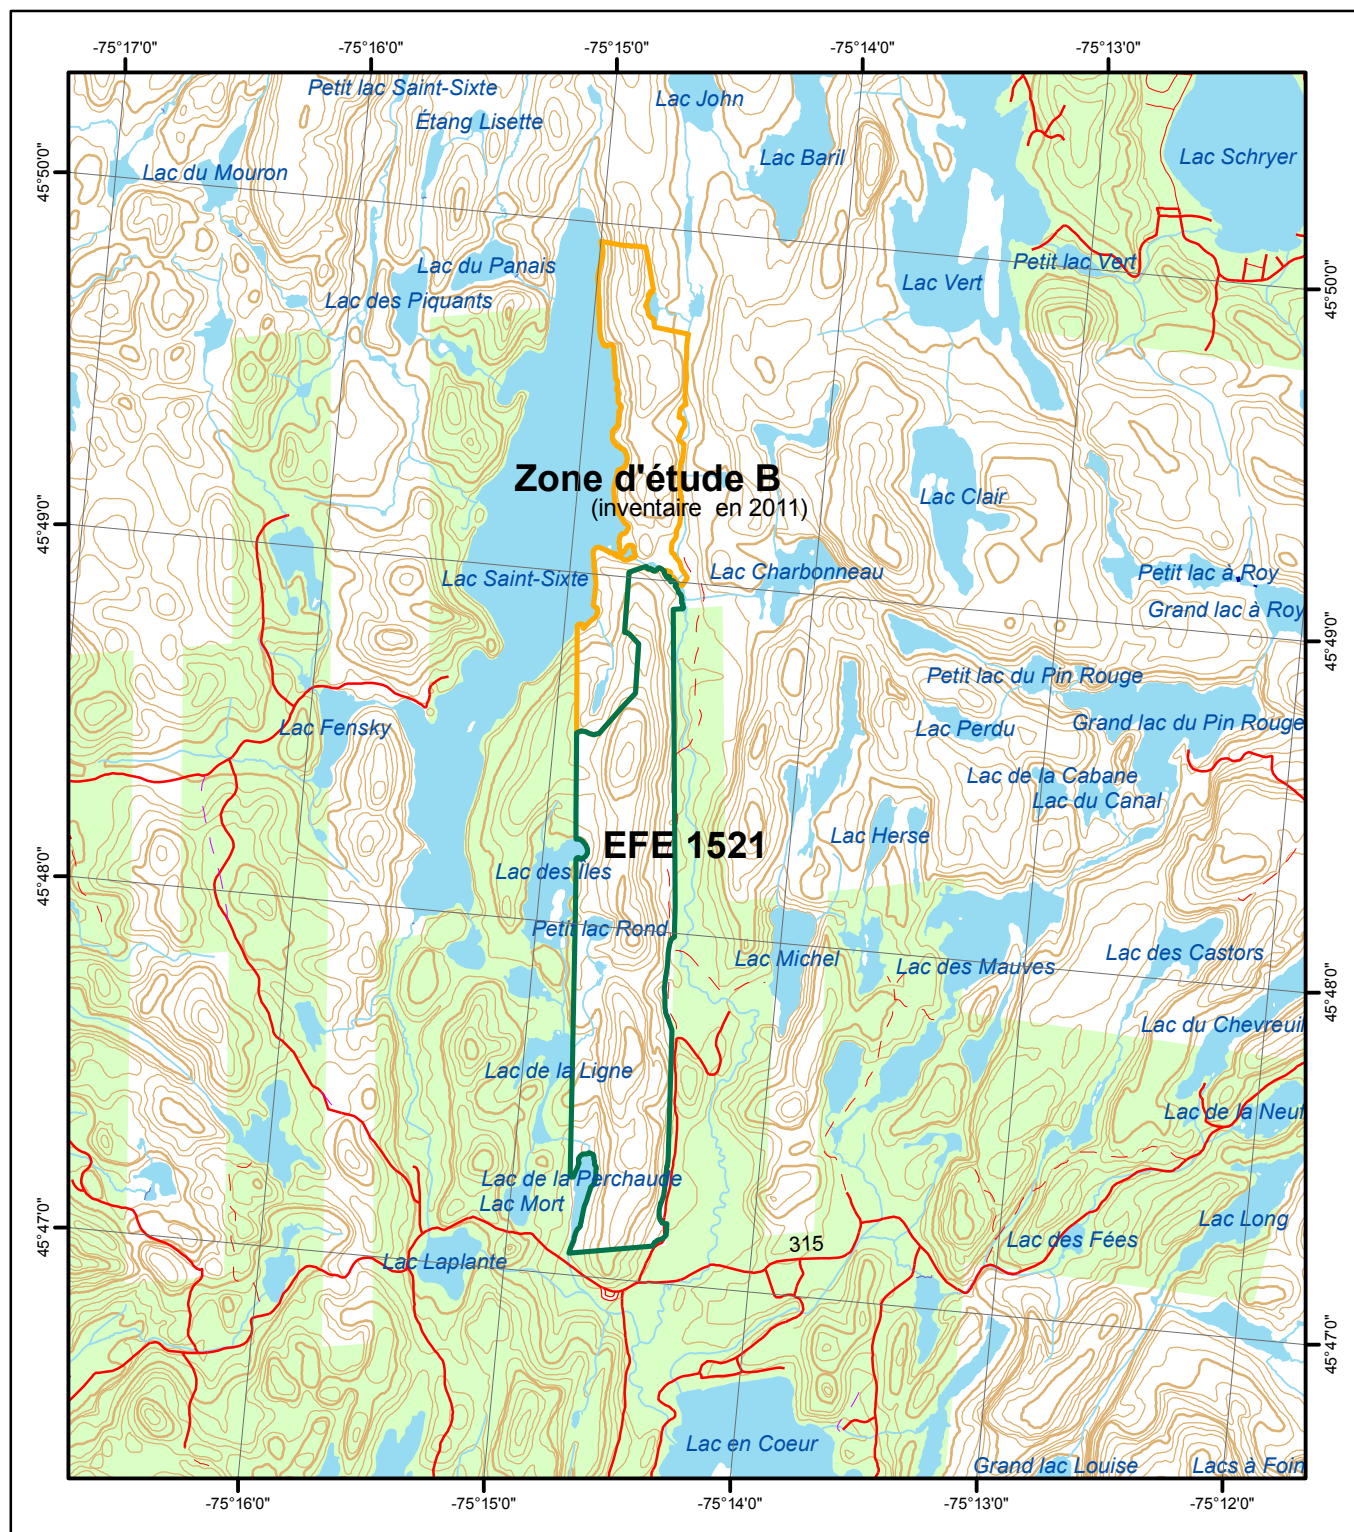 -75°17'0" -75°16'0" -75°15'0" -75°14'0" -75°13'0"
Petit lac Saint-Sixte
Lac John
Étang Lisette
Lac Baril
Lac Schryer
45°50'0"
Lac du Mouron
Lac du Panais
Petit lac Vert
Lac Vert
45°50'0"
Lac des Piquants
Zone d'étude B
(inventaire en 2011)
Lac Clair
45°49'0"
Lac Saint-Sixte
Lac Charbonneau
Petit lac à Roy
Grand lac à Roy
45°49'0"
Petit lac du Pin Rouge
Lac Fensky
Lac Perdu
Grand lac du Pin Rouge
Lac de la Cabane
Lac du Canal
EFE 1521
Lac Herse
45°48'0"
Lac des Îles
Petit lac Rond
Lac Michel
Lac des Mauves
Lac des Castors
45°48'0"
Lac du Chevreuil
Lac de la Ligne
Lac de la Neuf
Lac de la Perchaude
Lac Mort
45°47'0"
Lac Long
315
Lac des Fées
Lac Laplante
45°47'0"
Lac en Coeur
Grand lac Louise
Lacs à Foin
-75°16'0" -75°15'0" -75°14'0" -75°13'0" -75°12'0"